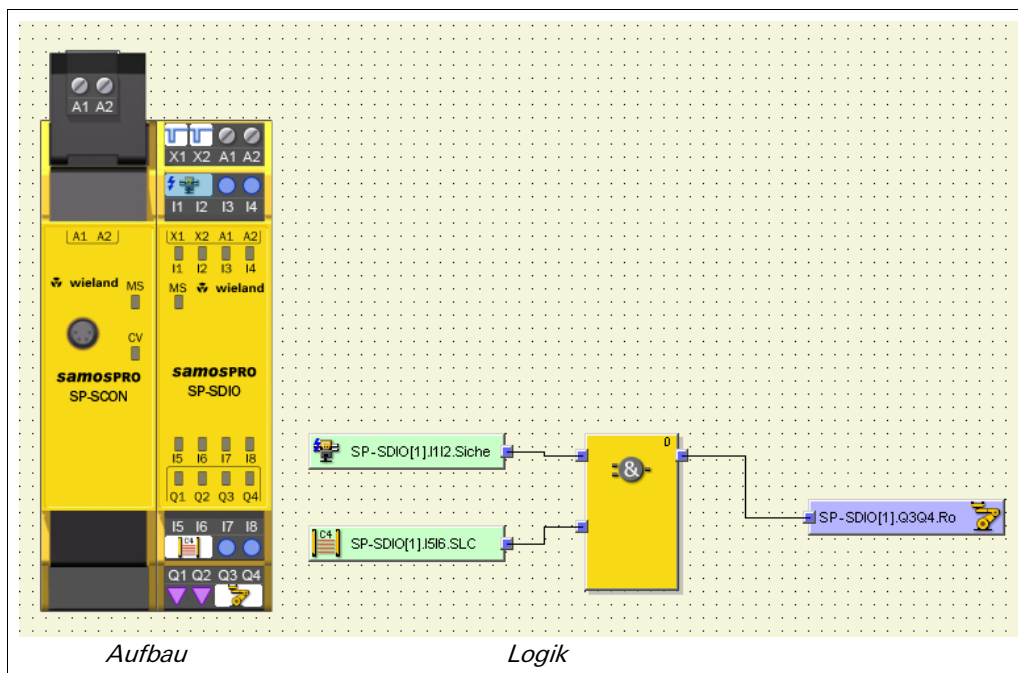 A1 A2
X1 X2 A1 A2
I1 I2 I3 I4
A1 A2
X1 X2 A1 A2
I1 I2 I3 I4
wieland MS
MS wieland
CV
samosPRO
SP-SCON
samosPRO
SP-SDIO
I5 I6 I7 I8
Q1 Q2 Q3 Q4
I5 I6 I7 I8
C4
Q1 Q2 Q3 Q4
SP-SDIO[1].I1I2.Siche
0
&
C4
SP-SDIO[1].I5I6.SLC
SP-SDIO[1].Q3Q4.Ro
Aufbau
Logik